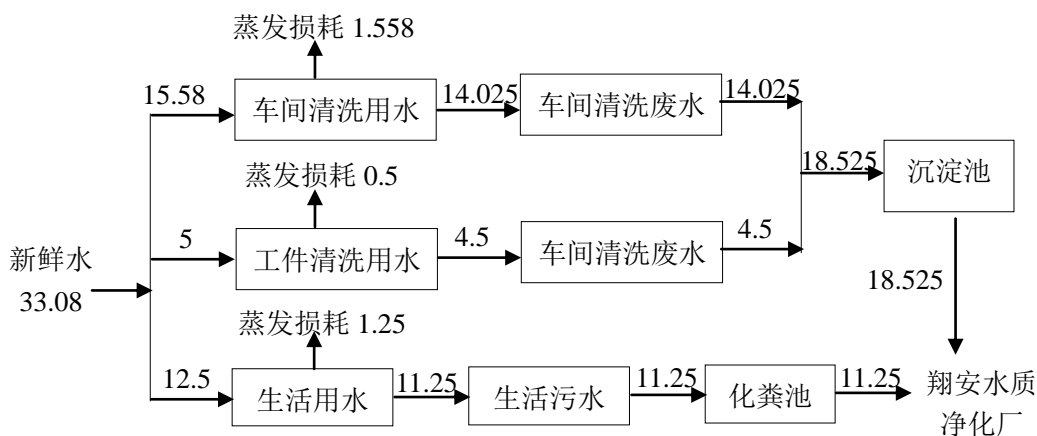 蒸发损耗 1.558
15.58
车间清洗用水
14.025
车间清洗废水
14.025
蒸发损耗 0.5
18.525
沉淀池
5
工件清洗用水
4.5
车间清洗废水
4.5
新鲜水
33.08
18.525
蒸发损耗 1.25
12.5
生活用水
11.25
生活污水
11.25
化粪池
11.25
翔安水质
净化厂